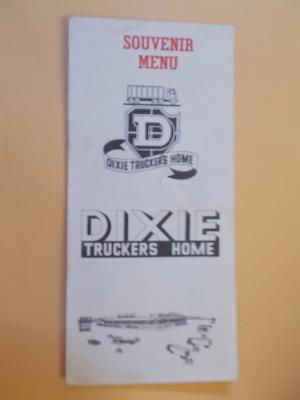 SOUVENIR
MENU
D
DIXIE TRUCKER'S HOME
DIXIE
TRUCKERS HOME